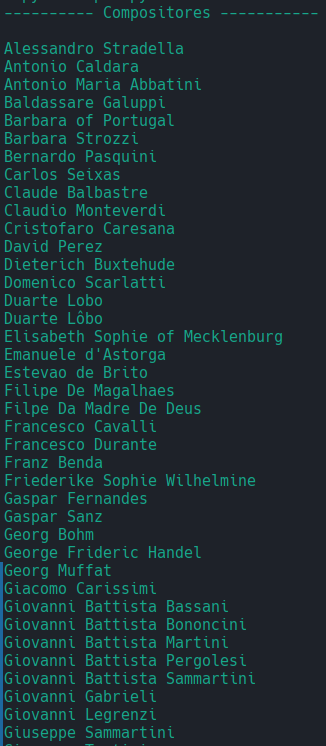 ---------- Compositores -----------
Alessandro Stradella
Antonio Caldara
Antonio Maria Abbatini
Baldassare Galuppi
Barbara of Portugal
Barbara Strozzi
Bernardo Pasquini
Carlos Seixas
Claude Balbastre
Claudio Monteverdi
Cristofaro Caresana
David Perez
Dieterich Buxtehude
Domenico Scarlatti
Duarte Lobo
Duarte Lôbo
Elisabeth Sophie of Mecklenburg
Emanuele d'Astorga
Estevao de Brito
Filipe De Magalhaes
Filpe Da Madre De Deus
Francesco Cavalli
Francesco Durante
Franz Benda
Friederike Sophie Wilhelmine
Gaspar Fernandes
Gaspar Sanz
Georg Bohm
George Frideric Handel
Georg Muffat
Giacomo Carissimi
Giovanni Battista Bassani
Giovanni Battista Bononcini
Giovanni Battista Martini
Giovanni Battista Pergolesi
Giovanni Battista Sammartini
Giovanni Gabrieli
Giovanni Legrenzi
Giuseppe Sammartini